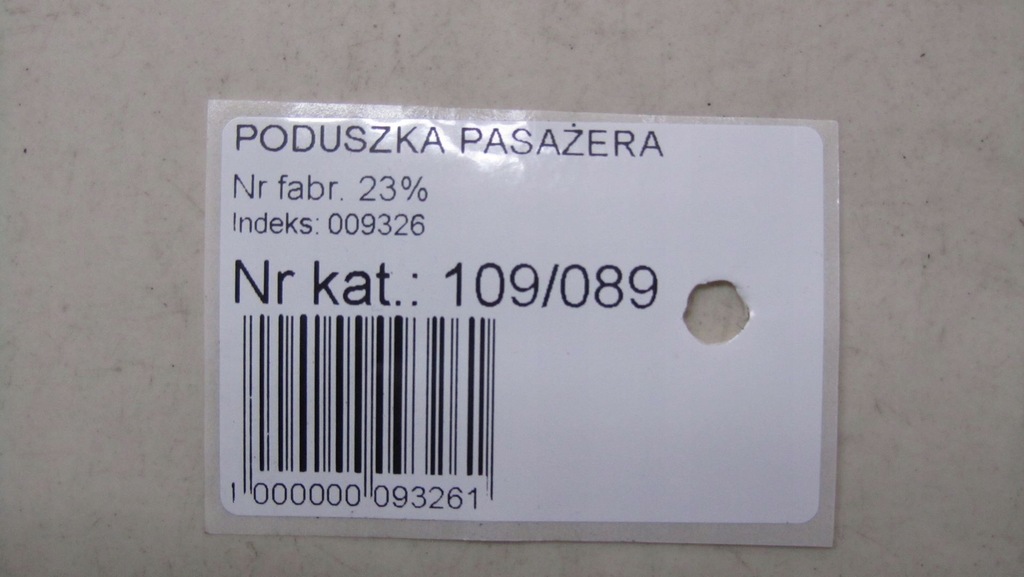 PODUSZKA PASAŻERA
Nr fabr. 23%
Indeks: 009326
Nr kat.: 109/089
1 000000 093261